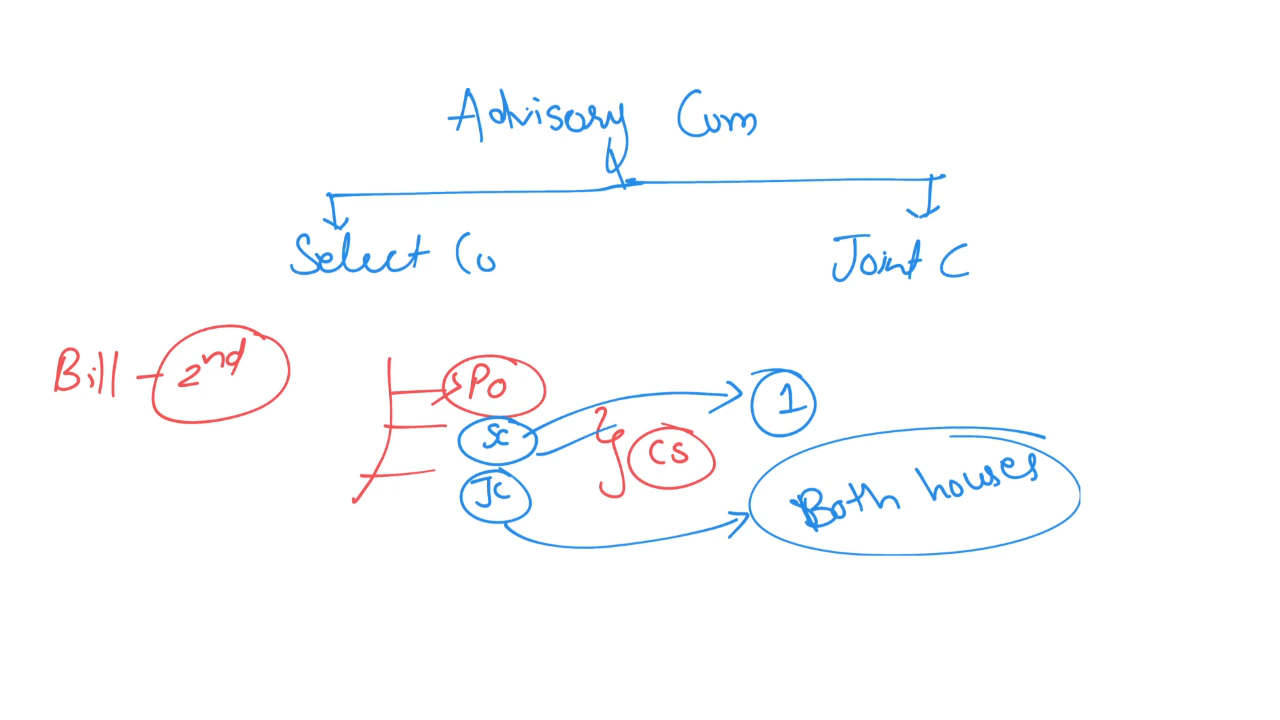 Advisory Com
Select Co
Joint C
Bill - 2nd
PO
SC
1
CS
JC
Both houses